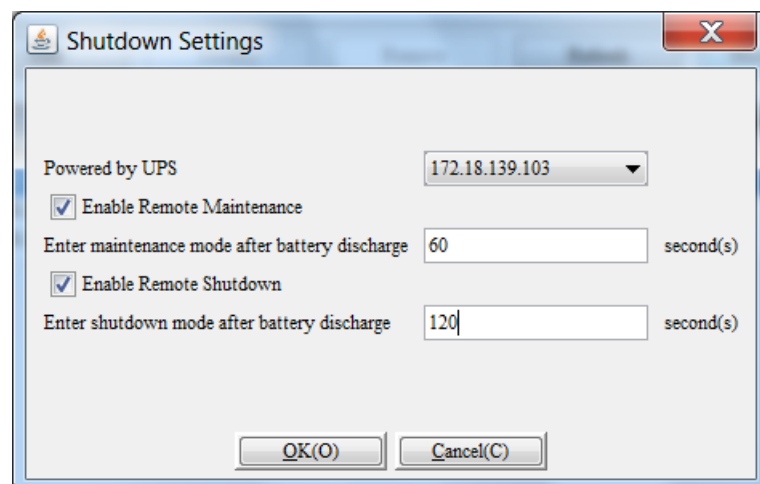 Shutdown Settings
Powered by UPS 172.18.139.103
Enable Remote Maintenance
Enter maintenance mode after battery discharge 60 second(s)
Enable Remote Shutdown
Enter shutdown mode after battery discharge 120 second(s)
OK(O) Cancel(C)